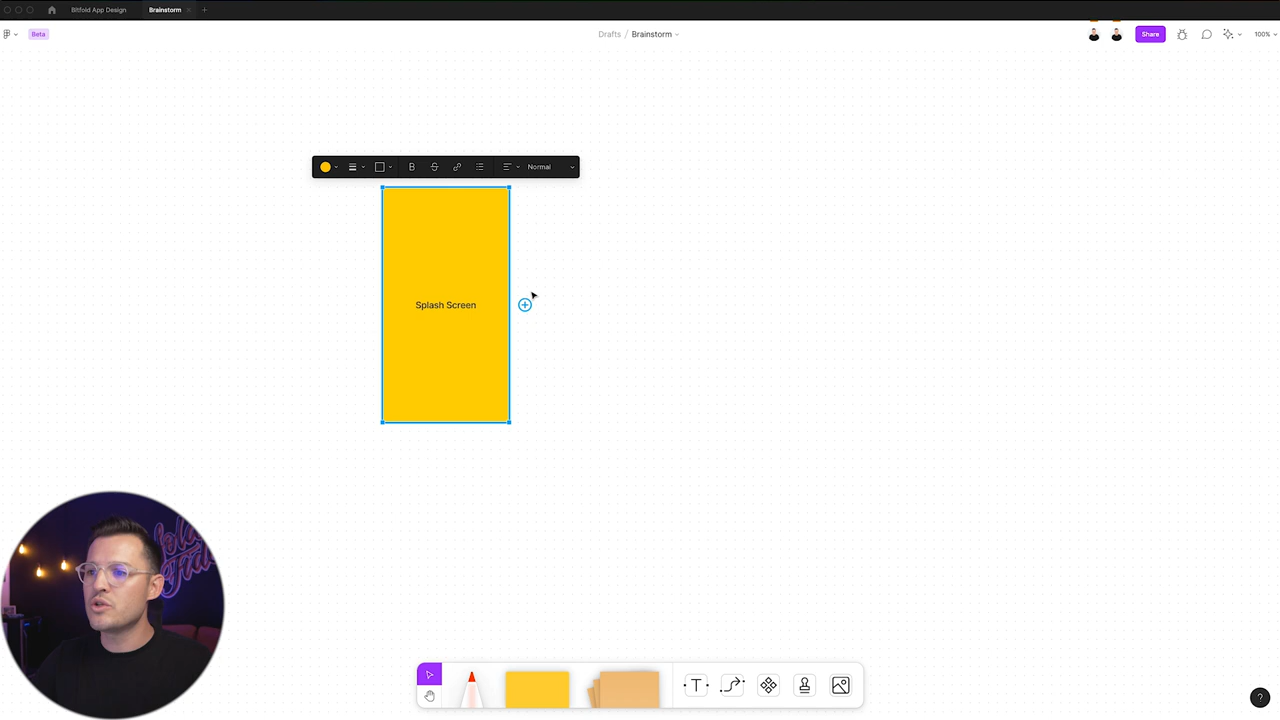 Bitfold App Design
Brainstorm
Beta
Drafts / Brainstorm
Share
100%
B
S
Normal
Splash Screen
T
?